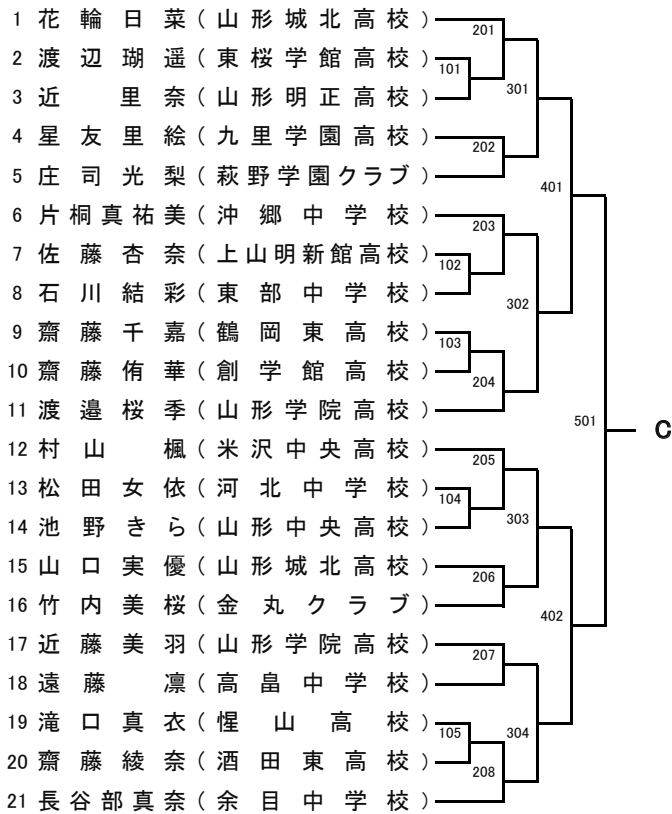 1 花輪日菜(山形城北高校)
2 渡辺瑚遥(東桜学館高校)
3 近里奈(山形明正高校)
4 星友里絵(九里学園高校)
5 庄司光梨(萩野学園クラブ)
6 片桐真祐美(沖郷中学校)
7 佐藤杏奈(上山明新館高校)
8 石川結彩(東部中学校)
9 齋藤千嘉(鶴岡東高校)
10 齋藤侑華(創学館高校)
11 渡邉桜季(山形学院高校)
12 村山楓(米沢中央高校)
13 松田女依(河北中学校)
14 池野きら(山形中央高校)
15 山口実優(山形城北高校)
16 竹内美桜(金丸クラブ)
17 近藤美羽(山形学院高校)
18 遠藤凛(高畠中学校)
19 滝口真衣(惺山高校)
20 齋藤綾奈(酒田東高校)
21 長谷部真奈(余目中学校)
101
102
103
104
105
201
202
203
204
205
206
207
208
301
302
303
304
401
402
501
C